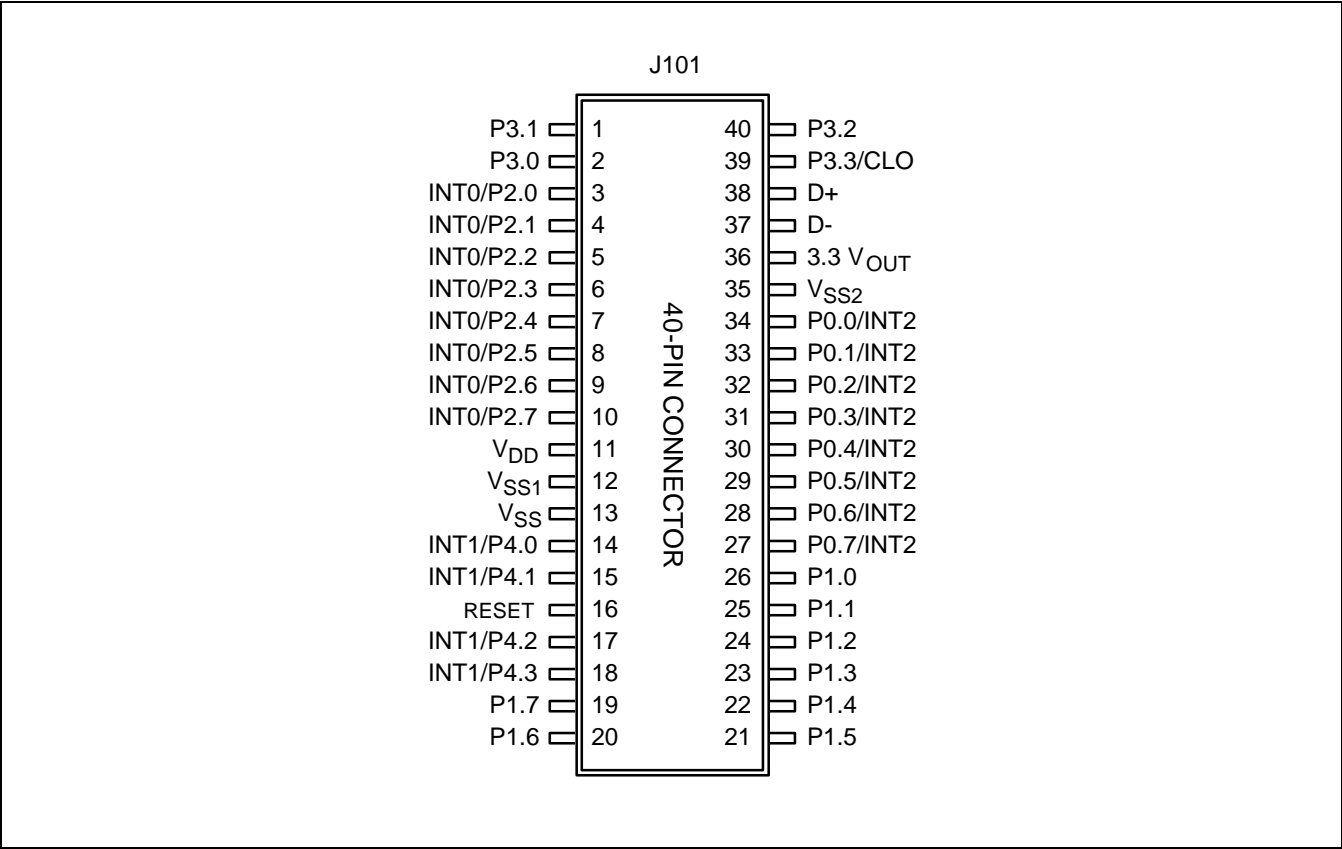 J101
P3.1 1 40 P3.2
P3.0 2 39 P3.3/CLO
INT0/P2.0 3 38 D+
INT0/P2.1 4 37 D-
INT0/P2.2 5 36 3.3 VOUT
INT0/P2.3 6 35 VSS2
INT0/P2.4 7 34 P0.0/INT2
INT0/P2.5 8 33 P0.1/INT2
INT0/P2.6 9 32 P0.2/INT2
INT0/P2.7 10 31 P0.3/INT2
VDD 11 30 P0.4/INT2
VSS1 12 29 P0.5/INT2
VSS 13 28 P0.6/INT2
INT1/P4.0 14 27 P0.7/INT2
INT1/P4.1 15 26 P1.0
RESET 16 25 P1.1
INT1/P4.2 17 24 P1.2
INT1/P4.3 18 23 P1.3
P1.7 19 22 P1.4
P1.6 20 21 P1.5
40-PIN CONNECTOR